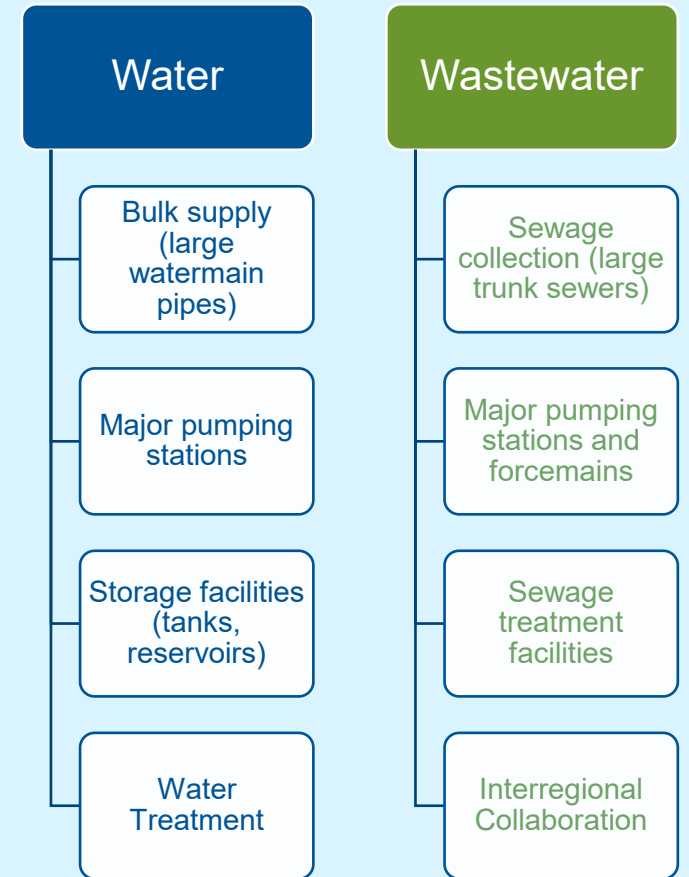 Water
Bulk supply
(large
watermain
pipes)
Major pumping
stations
Storage facilities
(tanks,
reservoirs)
Water
Treatment
Wastewater
Sewage
collection (large
trunk sewers)
Major pumping
stations and
forcemains
Sewage
treatment
facilities
Interregional
Collaboration